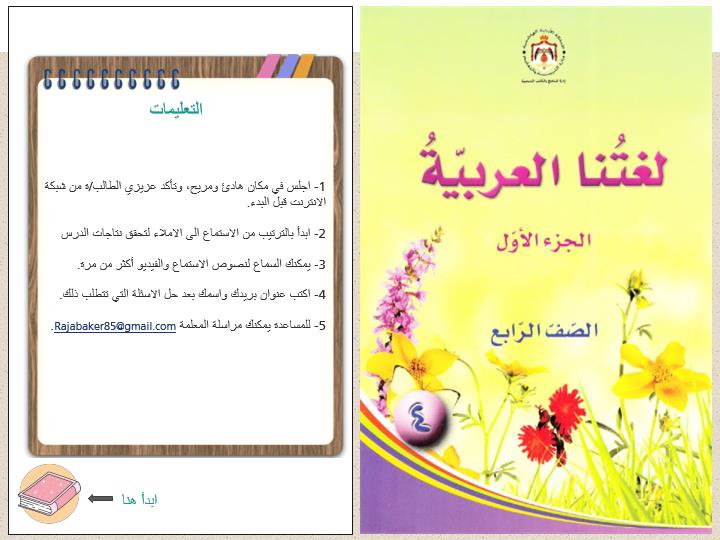 لغتُنا العربيّةُ
الجزء الأوّل
الصّفّ الرّابع
٤
التعليمات
1- اجلس في مكان هادئ ومريح، وتأكد عزيزي الطالب/ة من شبكة
الانترنت قبل البدء.
2- ابدأ بالترتيب من الاستماع الى الاملاء لتحقق نتاجات الدرس
3- يمكنك السماع لنصوص الاستماع والفيديو أكثر من مرة.
4- اكتب عنوان بريدك واسمك بعد حل الاسئلة التي تتطلب ذلك.
5- للمساعدة يمكنك مراسلة المعلمة Rajabaker85@gmail.com.
ابدأ هنا